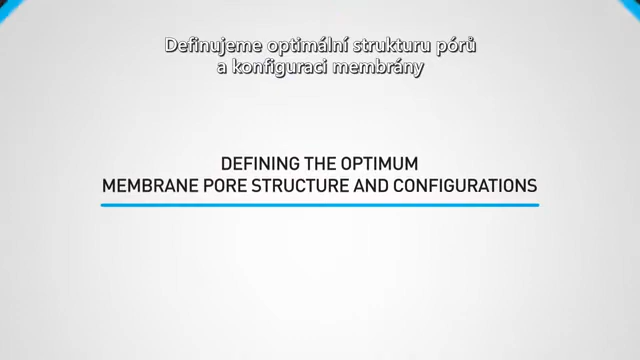 Definujeme optimální strukturu pórů
a konfiguraci membrány
DEFINING THE OPTIMUM
MEMBRANE PORE STRUCTURE AND CONFIGURATIONS